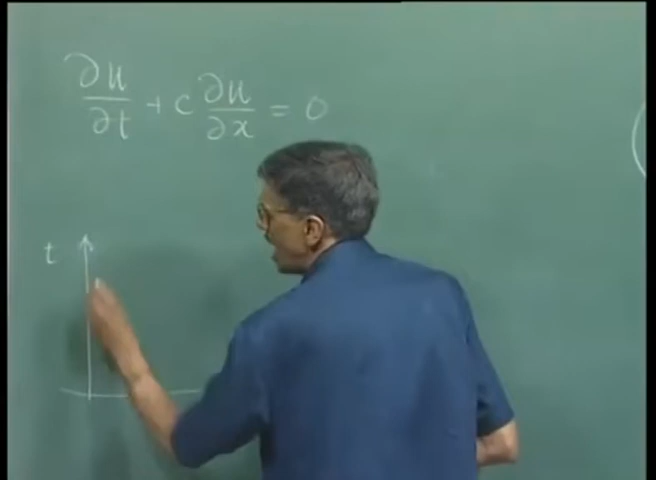 ∂u/∂t + c ∂u/∂x = 0
t